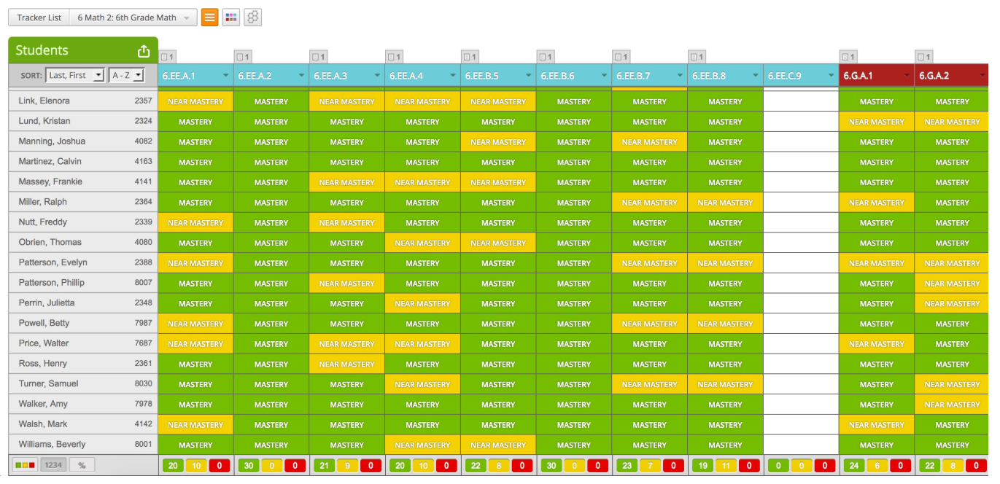 Tracker List 6 Math 2: 6th Grade Math
Students
1 1 1 1 1 1 1 1 1 1
SORT: Last, First A - Z 6.EE.A.1 6.EE.A.2 6.EE.A.3 6.EE.A.4 6.EE.B.5 6.EE.B.6 6.EE.B.7 6.EE.B.8 6.EE.C.9 6.G.A.1 6.G.A.2
Link, Elenora 2357 NEAR MASTERY MASTERY NEAR MASTERY NEAR MASTERY NEAR MASTERY MASTERY MASTERY MASTERY MASTERY MASTERY
Lund, Kristan 2324 MASTERY MASTERY MASTERY MASTERY MASTERY MASTERY MASTERY MASTERY NEAR MASTERY NEAR MASTERY
Manning, Joshua 4082 MASTERY MASTERY MASTERY MASTERY NEAR MASTERY MASTERY NEAR MASTERY MASTERY MASTERY MASTERY
Martinez, Calvin 4163 MASTERY MASTERY MASTERY MASTERY MASTERY MASTERY MASTERY MASTERY MASTERY MASTERY
Massey, Frankie 4141 MASTERY MASTERY NEAR MASTERY NEAR MASTERY NEAR MASTERY MASTERY MASTERY MASTERY MASTERY MASTERY
Miller, Ralph 2364 MASTERY MASTERY MASTERY MASTERY MASTERY MASTERY NEAR MASTERY NEAR MASTERY NEAR MASTERY MASTERY
Nutt, Freddy 2339 NEAR MASTERY MASTERY NEAR MASTERY MASTERY MASTERY MASTERY MASTERY MASTERY MASTERY MASTERY
Obrien, Thomas 4080 MASTERY MASTERY MASTERY NEAR MASTERY NEAR MASTERY MASTERY MASTERY MASTERY MASTERY MASTERY
Patterson, Evelyn 2388 NEAR MASTERY MASTERY MASTERY MASTERY MASTERY MASTERY NEAR MASTERY NEAR MASTERY NEAR MASTERY NEAR MASTERY
Patterson, Phillip 8007 MASTERY MASTERY NEAR MASTERY MASTERY MASTERY MASTERY MASTERY MASTERY MASTERY NEAR MASTERY
Perrin, Julietta 2348 MASTERY MASTERY MASTERY NEAR MASTERY MASTERY MASTERY MASTERY MASTERY MASTERY NEAR MASTERY
Powell, Betty 7987 NEAR MASTERY MASTERY MASTERY MASTERY MASTERY MASTERY NEAR MASTERY NEAR MASTERY MASTERY MASTERY
Price, Walter 7687 NEAR MASTERY MASTERY NEAR MASTERY NEAR MASTERY MASTERY MASTERY MASTERY MASTERY NEAR MASTERY MASTERY
Ross, Henry 2361 MASTERY MASTERY NEAR MASTERY MASTERY MASTERY MASTERY MASTERY MASTERY MASTERY MASTERY
Turner, Samuel 8030 MASTERY MASTERY MASTERY NEAR MASTERY MASTERY MASTERY NEAR MASTERY NEAR MASTERY MASTERY NEAR MASTERY
Walker, Amy 7978 MASTERY MASTERY MASTERY MASTERY MASTERY MASTERY MASTERY MASTERY MASTERY NEAR MASTERY
Walsh, Mark 4142 NEAR MASTERY MASTERY MASTERY MASTERY MASTERY MASTERY MASTERY MASTERY NEAR MASTERY MASTERY
Williams, Beverly 8001 MASTERY MASTERY MASTERY NEAR MASTERY NEAR MASTERY MASTERY MASTERY MASTERY MASTERY MASTERY
1234 % 20 10 0 30 0 0 21 9 0 20 10 0 22 8 0 30 0 0 23 7 0 19 11 0 0 0 0 24 6 0 22 8 0